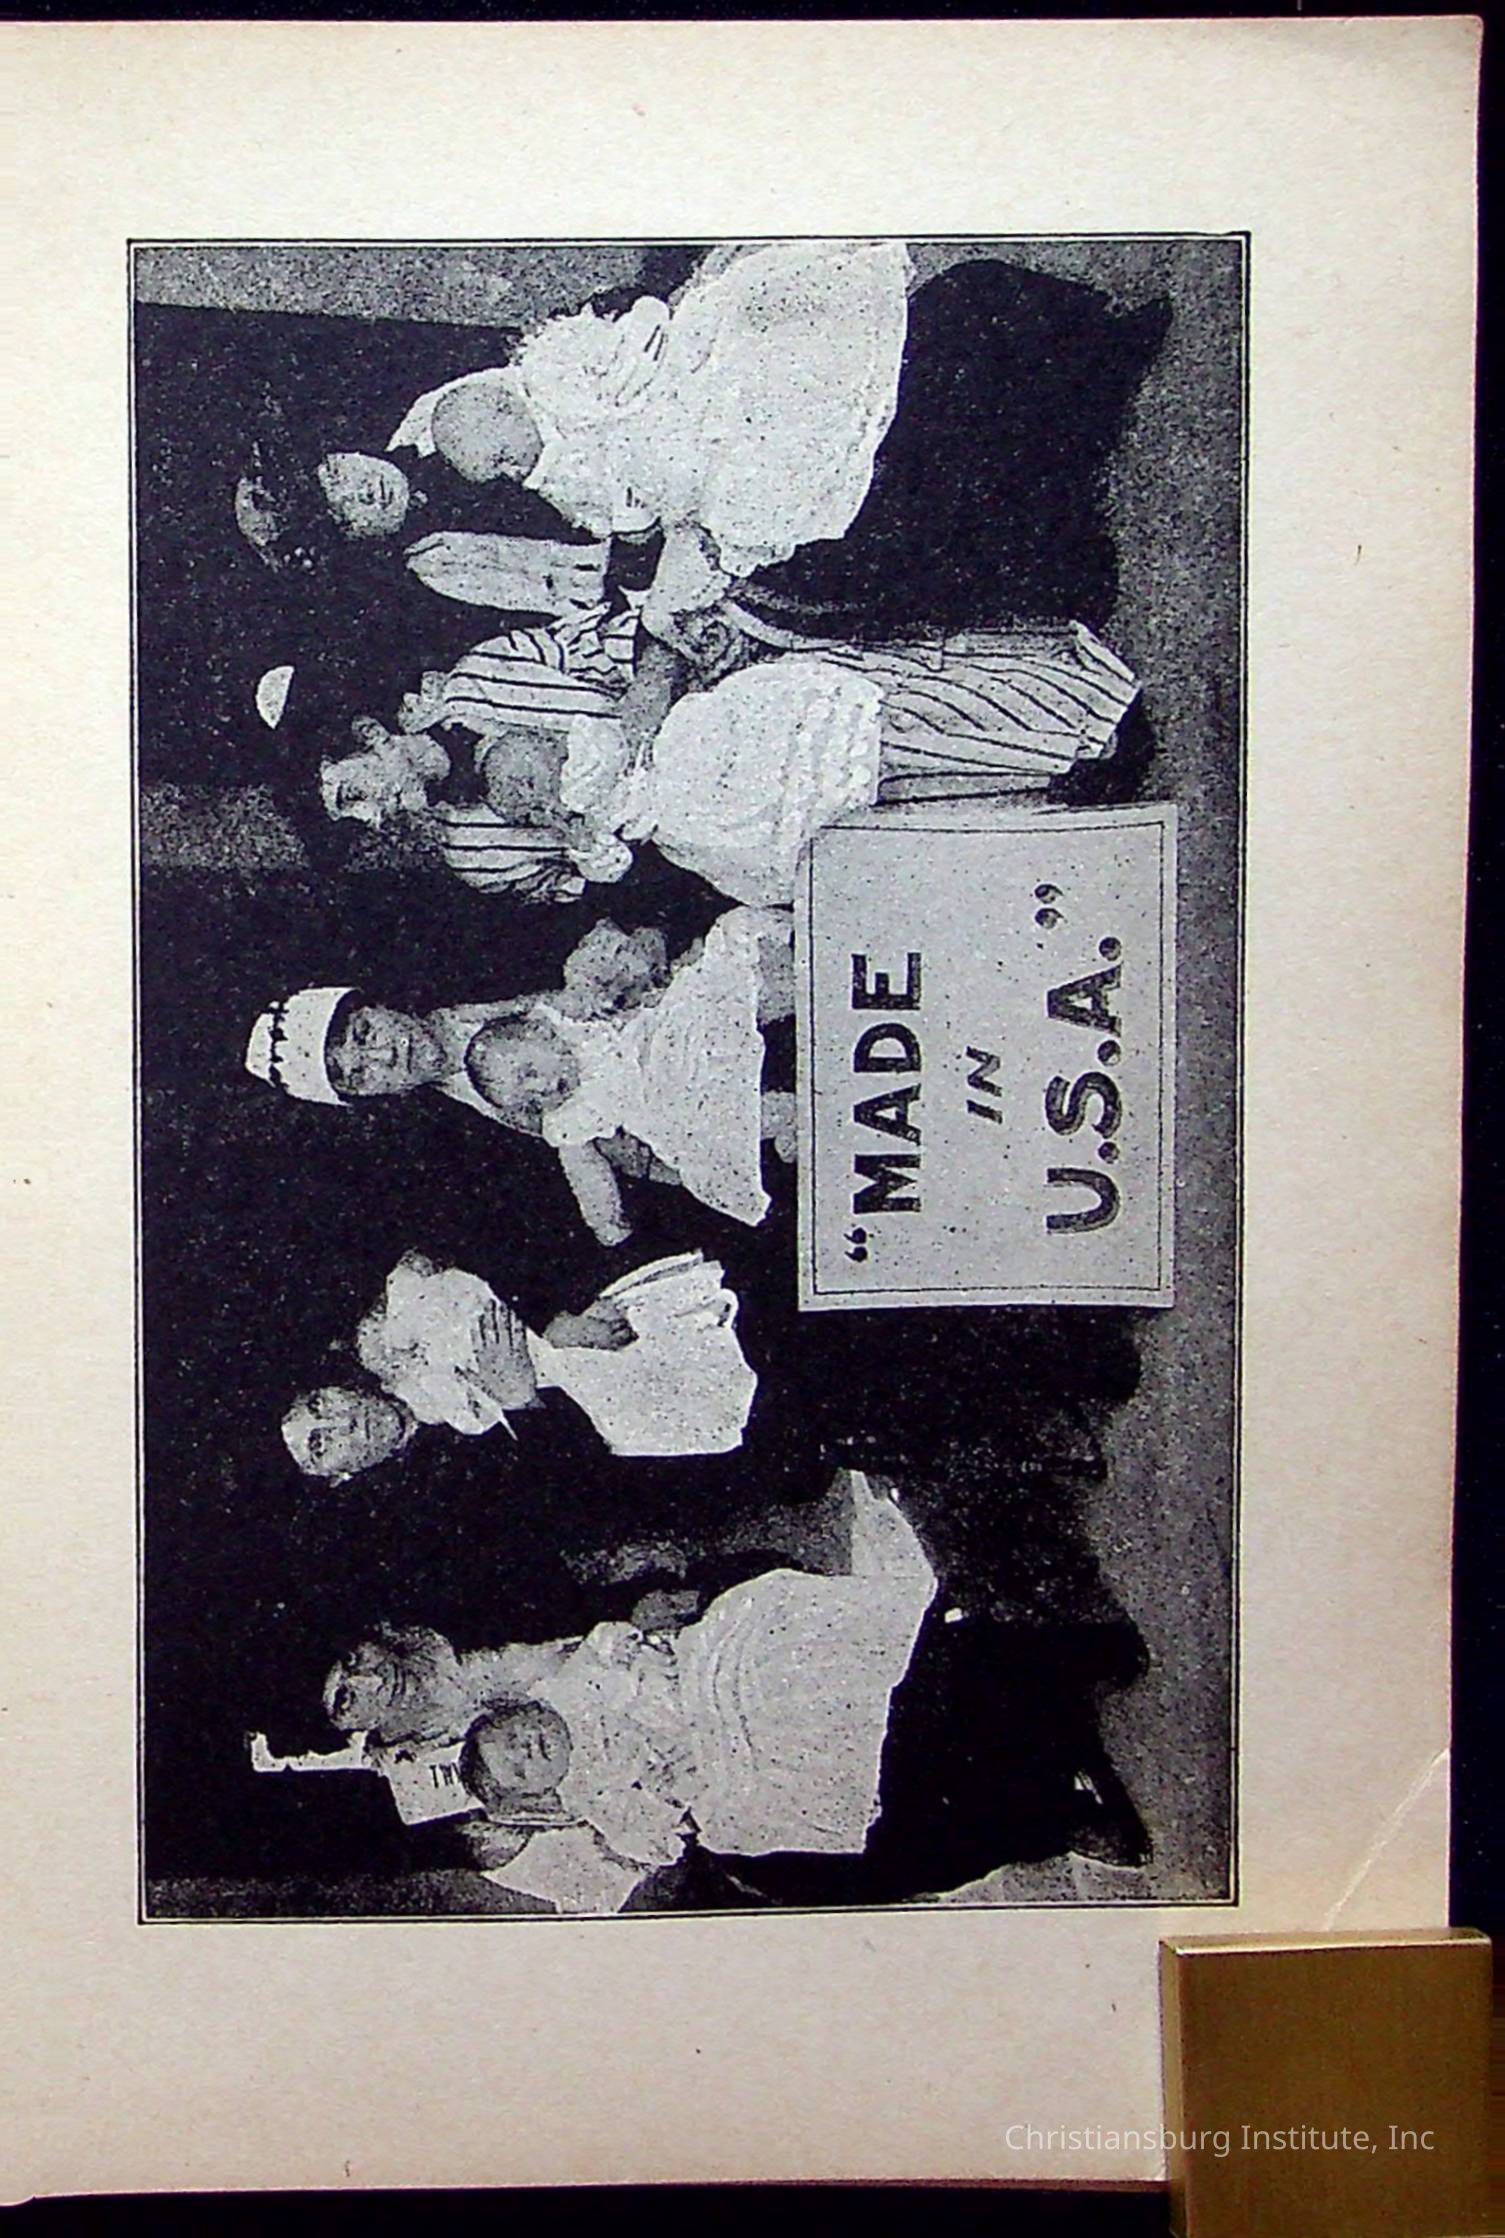 “MADE
IN
U.S.A.”
Christiansburg Institute, Inc